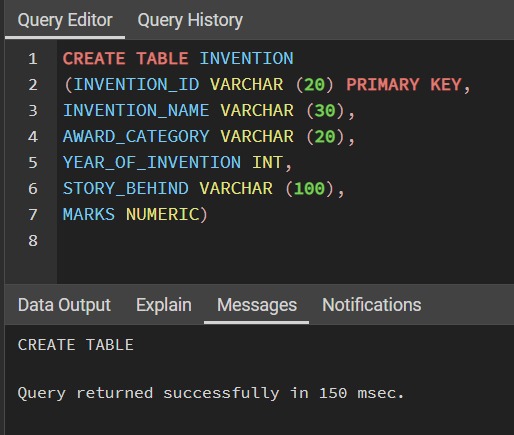 Query Editor Query History
1 CREATE TABLE INVENTION
2 (INVENTION_ID VARCHAR (20) PRIMARY KEY,
3 INVENTION_NAME VARCHAR (30),
4 AWARD_CATEGORY VARCHAR (20),
5 YEAR_OF_INVENTION INT,
6 STORY_BEHIND VARCHAR (100),
7 MARKS NUMERIC)
8
Data Output Explain Messages Notifications
CREATE TABLE
Query returned successfully in 150 msec.